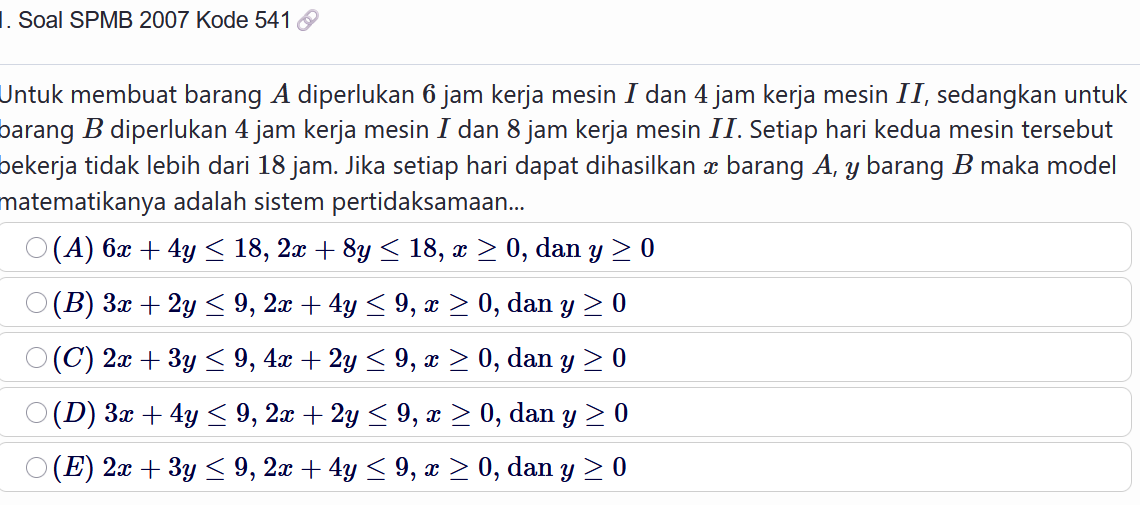 1. Soal SPMB 2007 Kode 541
Untuk membuat barang A diperlukan 6 jam kerja mesin I dan 4 jam kerja mesin II, sedangkan untuk
barang B diperlukan 4 jam kerja mesin I dan 8 jam kerja mesin II. Setiap hari kedua mesin tersebut
bekerja tidak lebih dari 18 jam. Jika setiap hari dapat dihasilkan x barang A, y barang B maka model
matematikanya adalah sistem pertidaksamaan...
(A) 6x + 4y ≤ 18, 2x + 8y ≤ 18, x ≥ 0, dan y ≥ 0
(B) 3x + 2y ≤ 9, 2x + 4y ≤ 9, x ≥ 0, dan y ≥ 0
(C) 2x + 3y ≤ 9, 4x + 2y ≤ 9, x ≥ 0, dan y ≥ 0
(D) 3x + 4y ≤ 9, 2x + 2y ≤ 9, x ≥ 0, dan y ≥ 0
(E) 2x + 3y ≤ 9, 2x + 4y ≤ 9, x ≥ 0, dan y ≥ 0